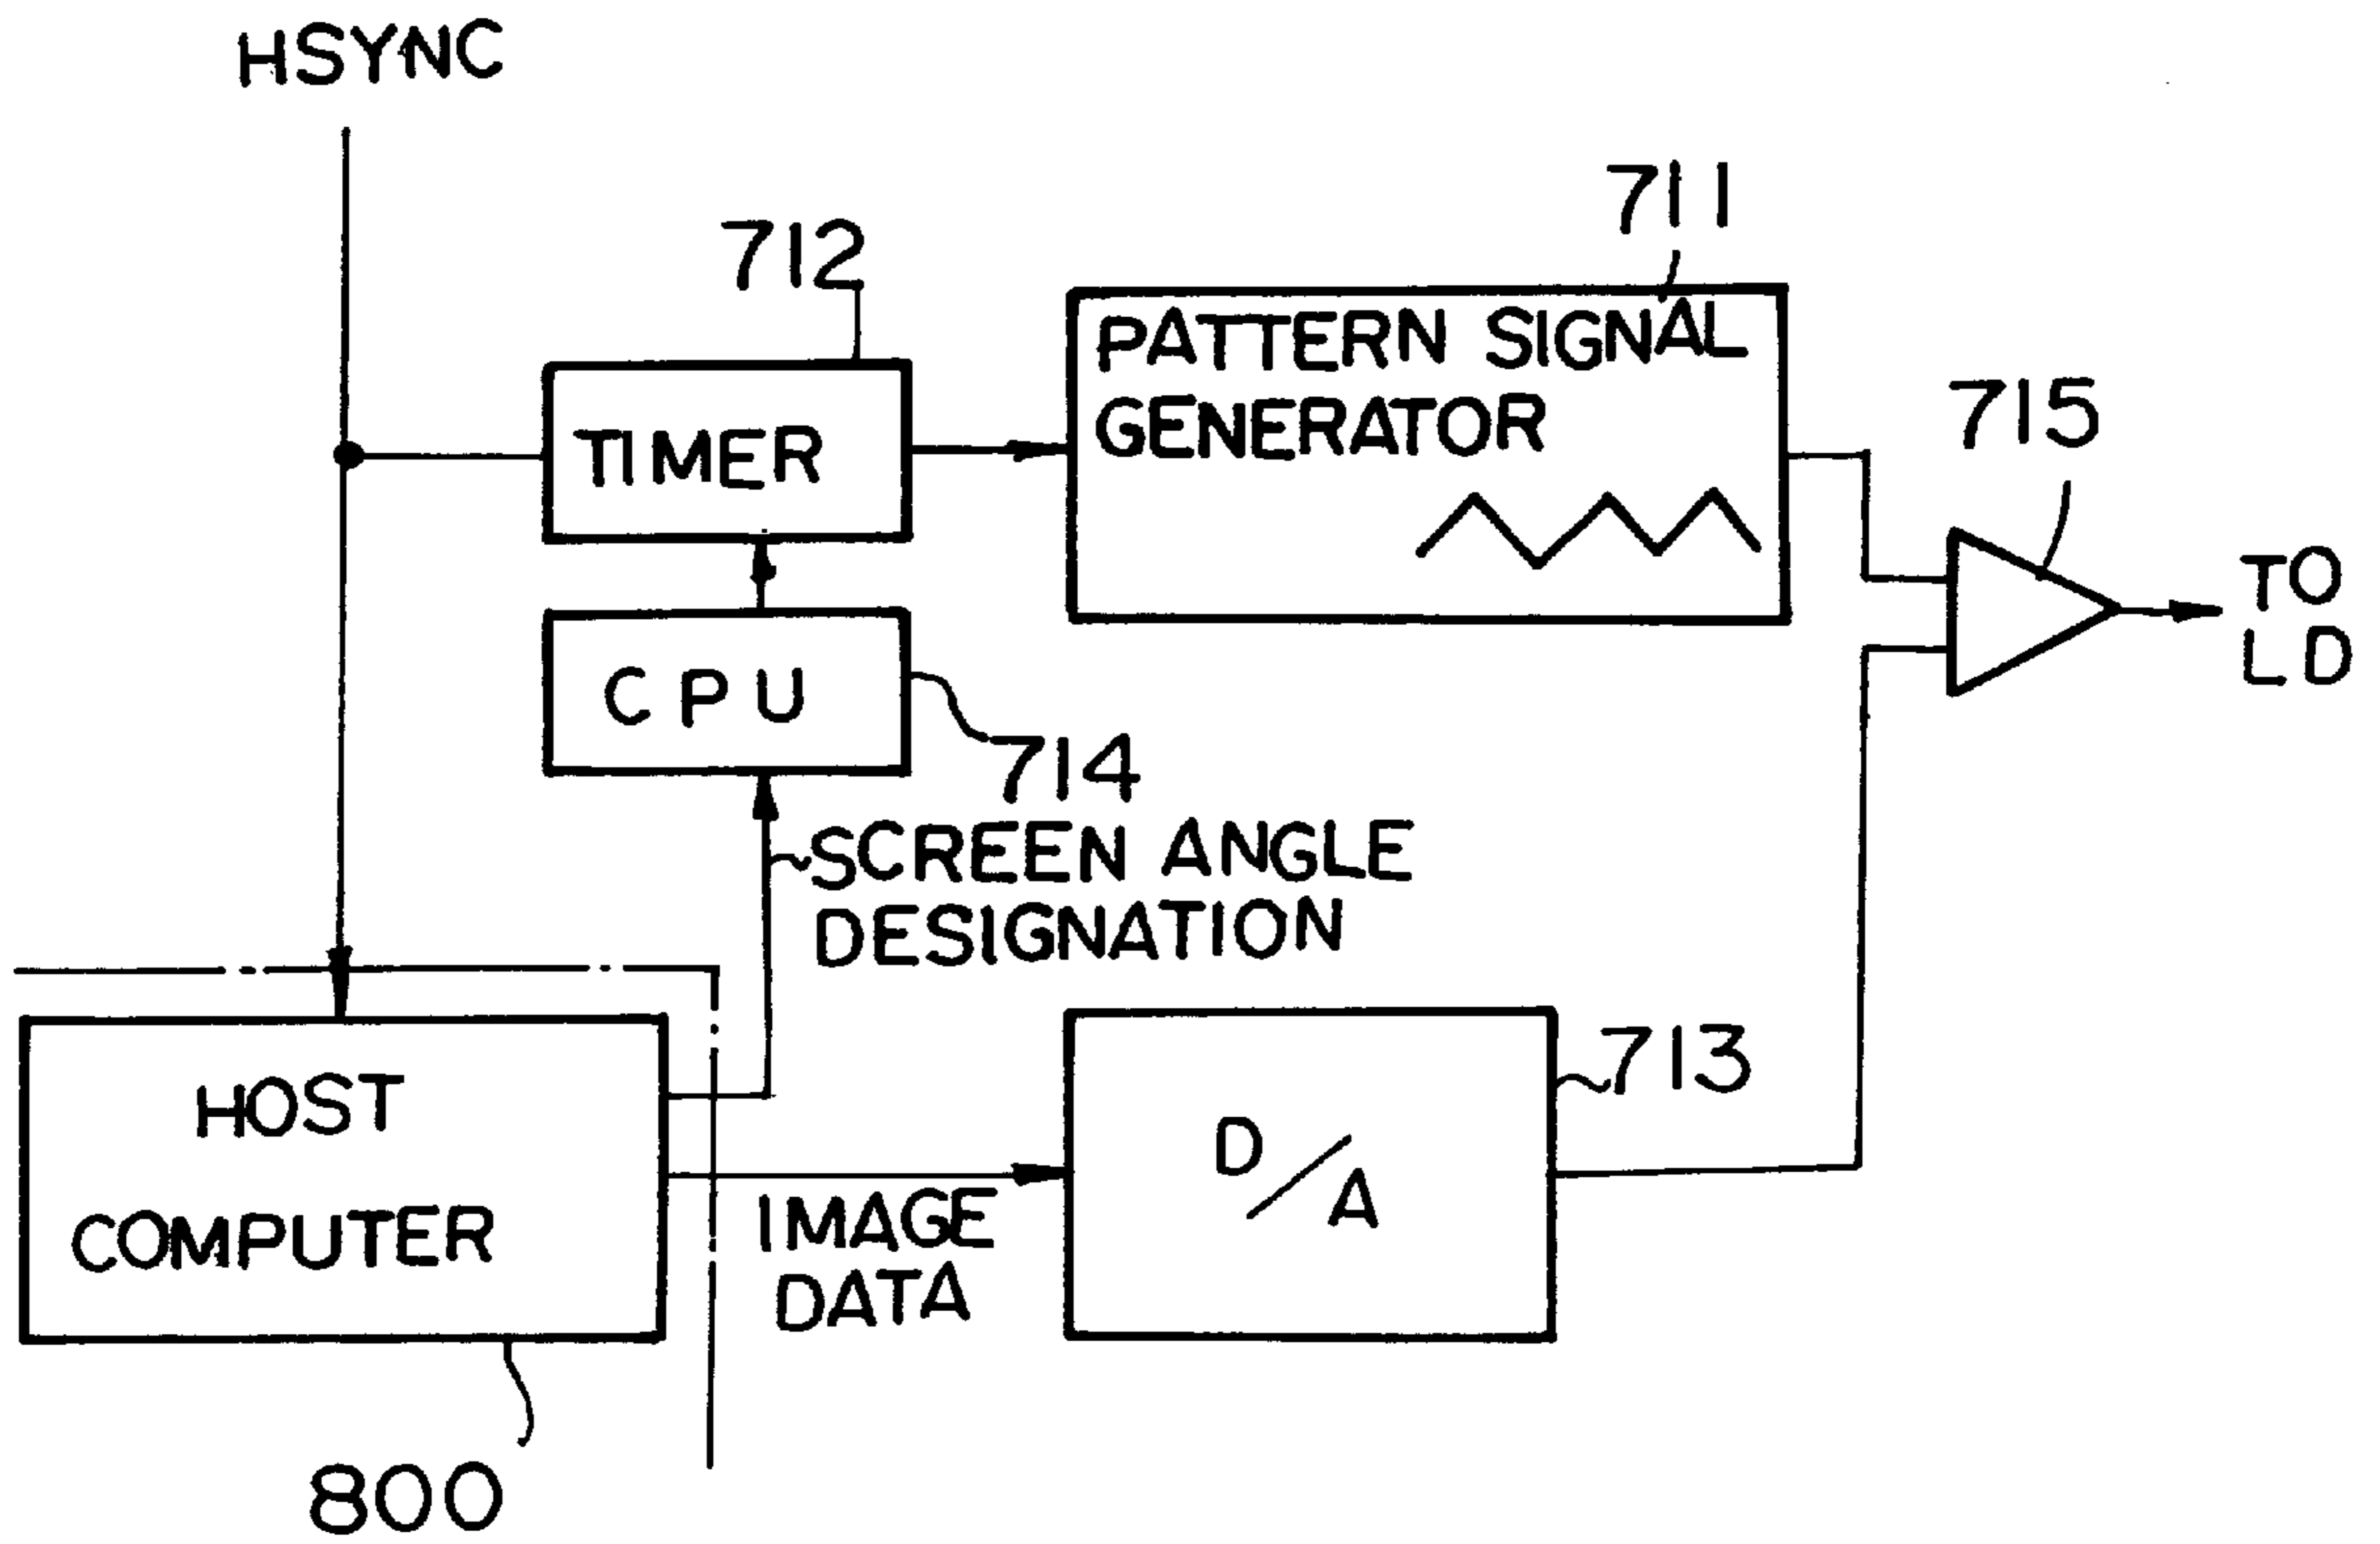 HSYNC
712
711
PATTERN SIGNAL
GENERATOR
TIMER
715
TO
LD
CPU
714
SCREEN ANGLE
DESIGNATION
HOST
COMPUTER
IMAGE
DATA
D/A
713
800